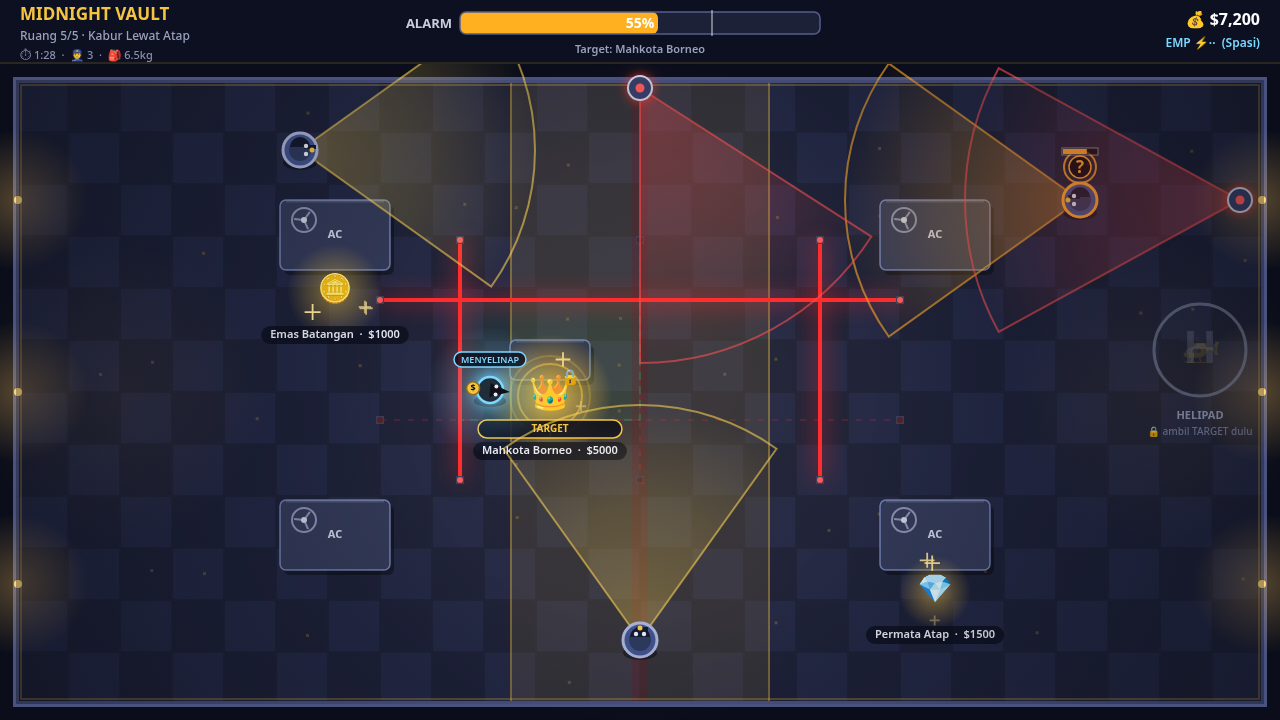 MIDNIGHT VAULT
Ruang 5/5 · Kabur Lewat Atap
⏱ 1:28 · 👮 3 · 🎒 6.5kg
ALARM 55%
Target: Mahkota Borneo
💰 $7,200
EMP ⚡·· (Spasi)
?
AC
AC
Emas Batangan · $1000
MENYELINAP
$
TARGET
Mahkota Borneo · $5000
H
HELIPAD
🔒 ambil TARGET dulu
AC
AC
Permata Atap · $1500